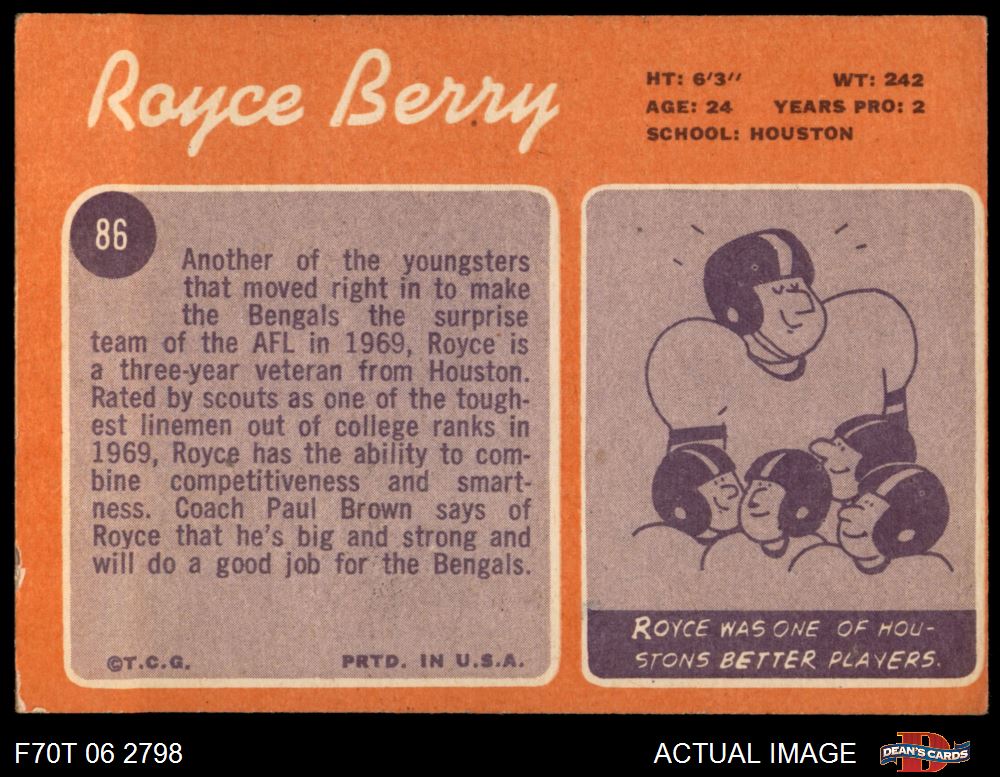 Royce Berry
HT: 6'3'' WT: 242
AGE: 24 YEARS PRO: 2
SCHOOL: HOUSTON
86
Another of the youngsters
that moved right in to make
the Bengals the surprise
team of the AFL in 1969, Royce is
a three-year veteran from Houston.
Rated by scouts as one of the tough-
est linemen out of college ranks in
1969, Royce has the ability to com-
bine competitiveness and smart-
ness. Coach Paul Brown says of
Royce that he's big and strong and
will do a good job for the Bengals.
©T.C.G. PRTD. IN U.S.A.
ROYCE WAS ONE OF HOU-
STONS BETTER PLAYERS.
F70T 06 2798 ACTUAL IMAGE DEAN'S CARDS